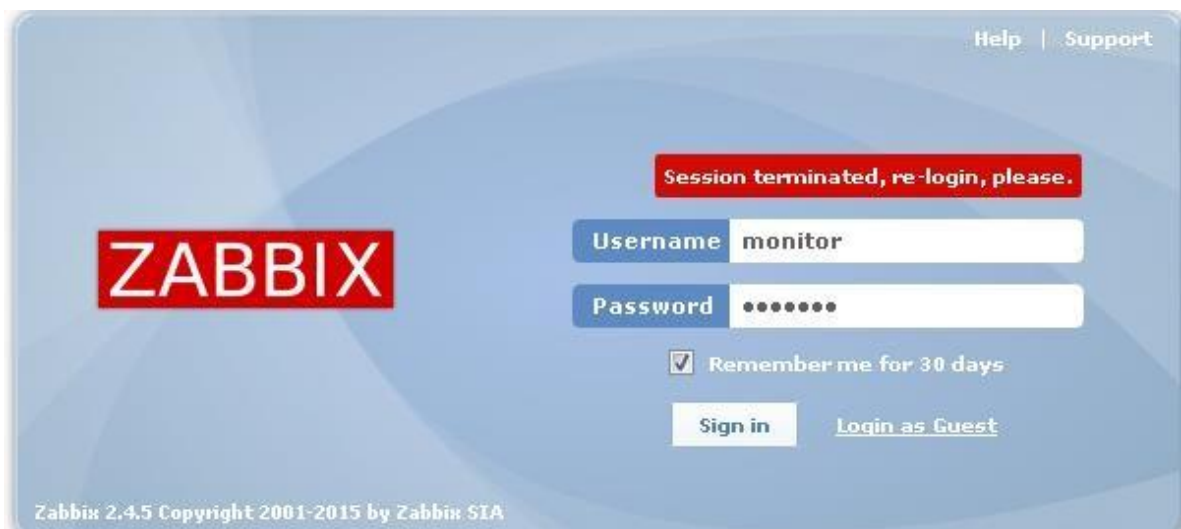 Help | Support
Session terminated, re-login, please.
ZABBIX
Username monitor
Password •••••••
Remember me for 30 days
Sign in Login as Guest
Zabbix 2.4.5 Copyright 2001-2015 by Zabbix SIA